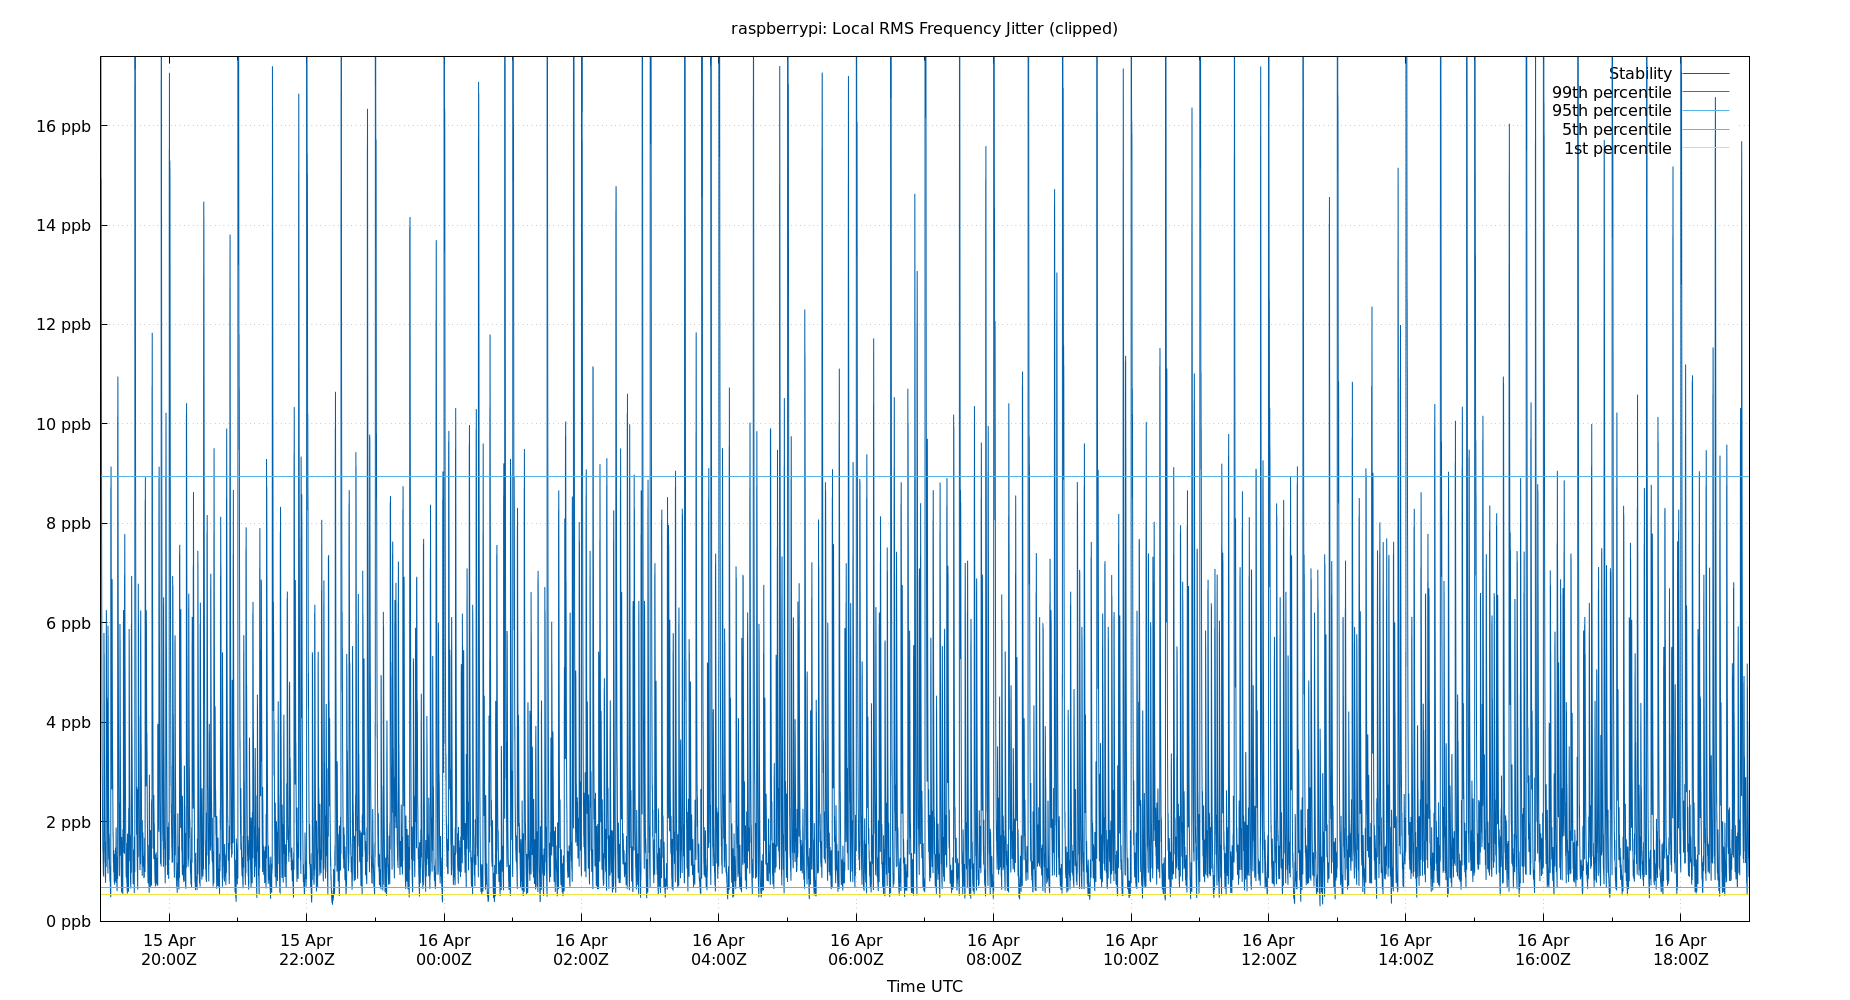 raspberrypi: Local RMS Frequency Jitter (clipped)
Stability
99th percentile
95th percentile
5th percentile
1st percentile
16 ppb
14 ppb
12 ppb
10 ppb
8 ppb
6 ppb
4 ppb
2 ppb
0 ppb
15 Apr 15 Apr 16 Apr 16 Apr 16 Apr 16 Apr 16 Apr 16 Apr 16 Apr 16 Apr 16 Apr 16 Apr
20:00Z 22:00Z 00:00Z 02:00Z 04:00Z 06:00Z 08:00Z 10:00Z 12:00Z 14:00Z 16:00Z 18:00Z
Time UTC